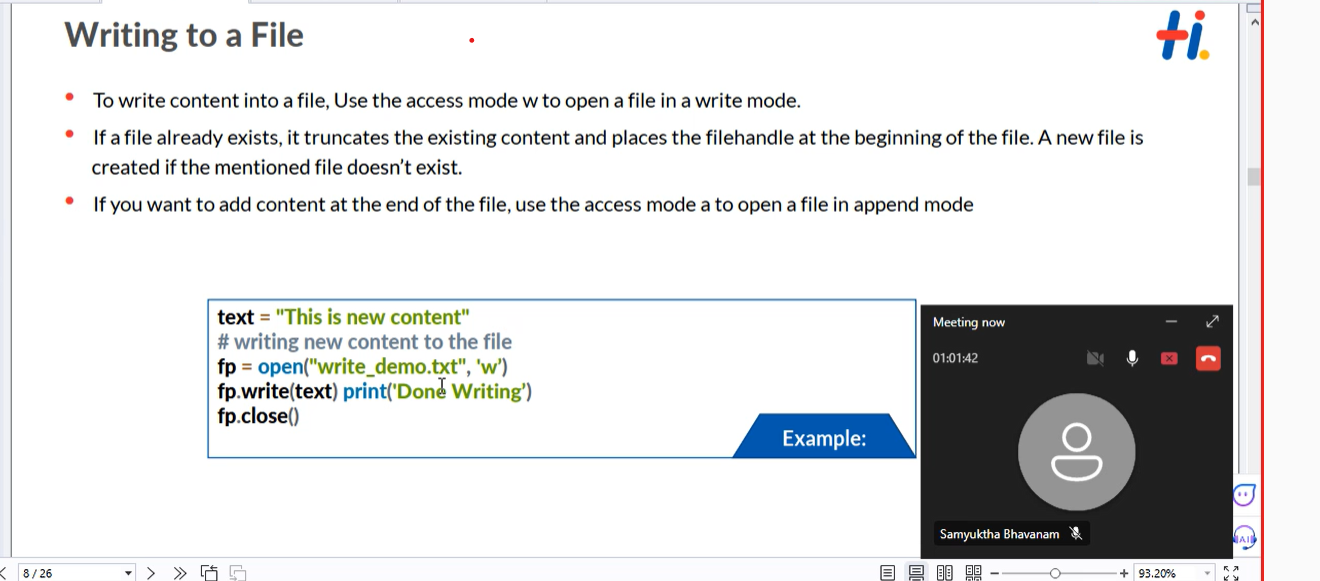 Writing to a File
To write content into a file, Use the access mode w to open a file in a write mode.
If a file already exists, it truncates the existing content and places the filehandle at the beginning of the file. A new file is
created if the mentioned file doesn’t exist.
If you want to add content at the end of the file, use the access mode a to open a file in append mode
text = "This is new content"
# writing new content to the file
fp = open("write_demo.txt", 'w’)
fp.write(text) print('Done Writing’)
fp.close()
Example:
Hi.
Meeting now
01:01:42
Samyuktha Bhavanam
AI
8 / 26
93.20%